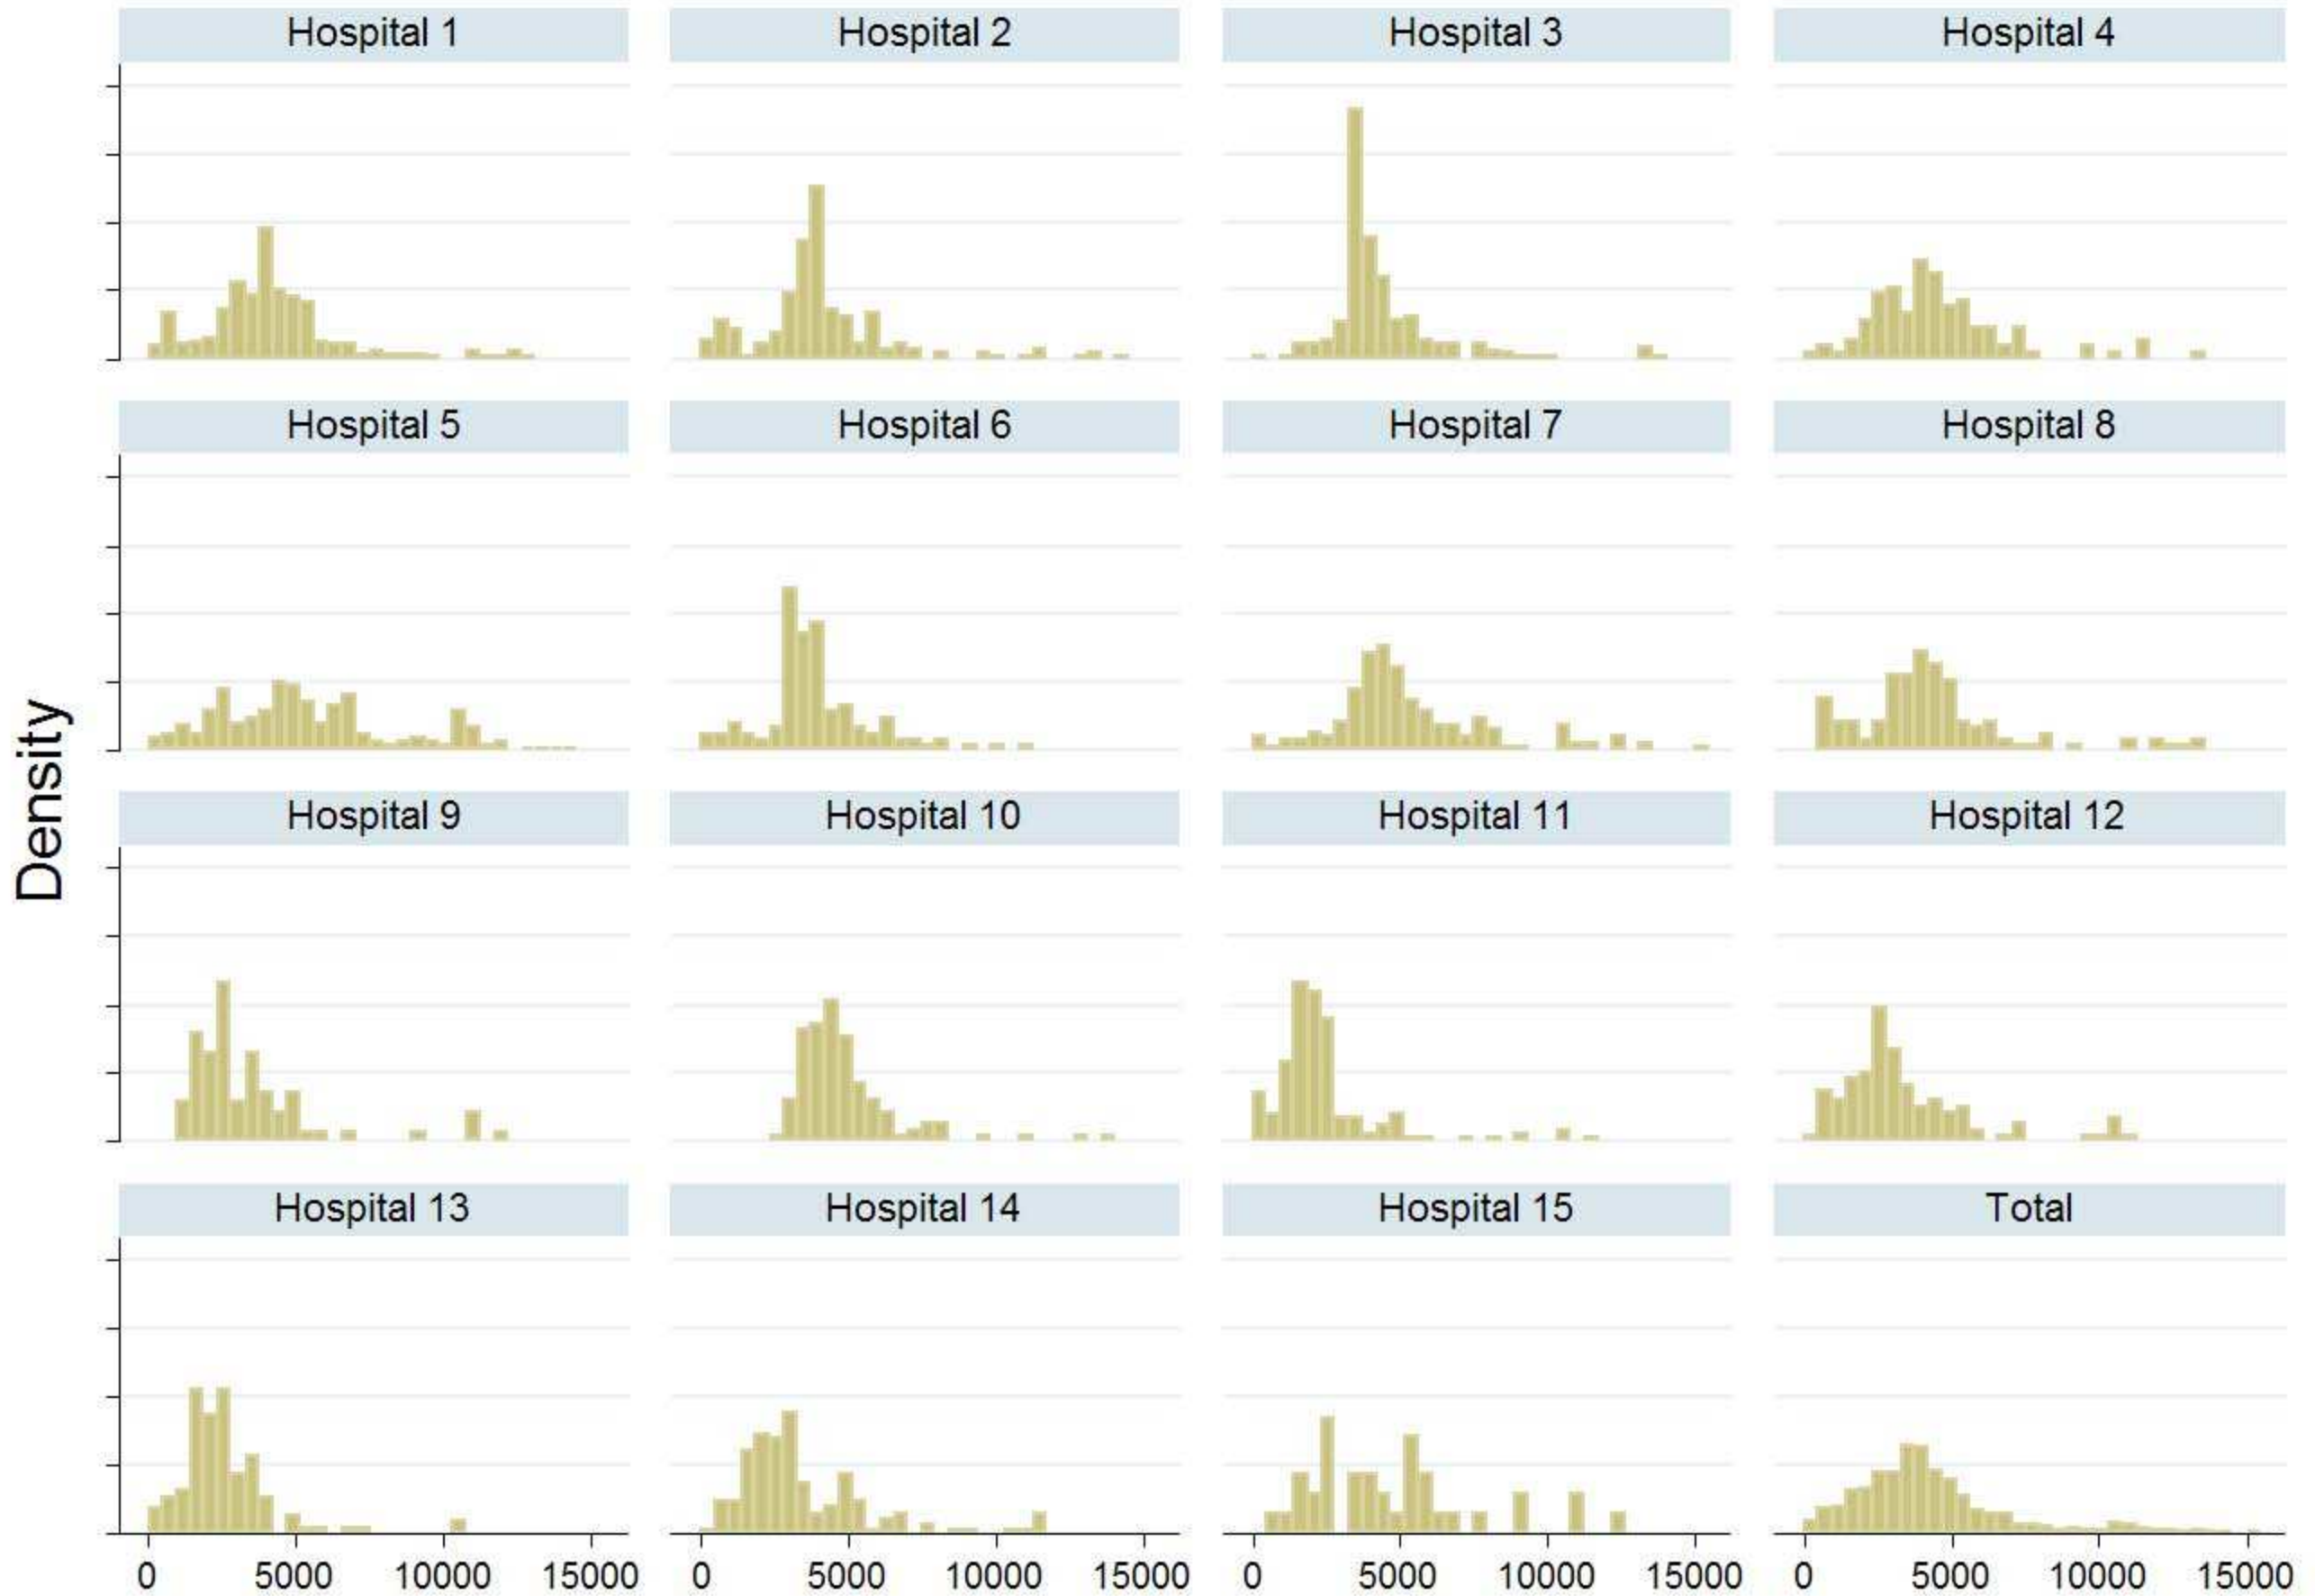 Hospital 1
Hospital 2
Hospital 3
Hospital 4
Hospital 5
Hospital 6
Hospital 7
Hospital 8
Density
Hospital 9
Hospital 10
Hospital 11
Hospital 12
Hospital 13
Hospital 14
Hospital 15
Total
0 5000 10000 15000
0 5000 10000 15000
0 5000 10000 15000
0 5000 10000 15000